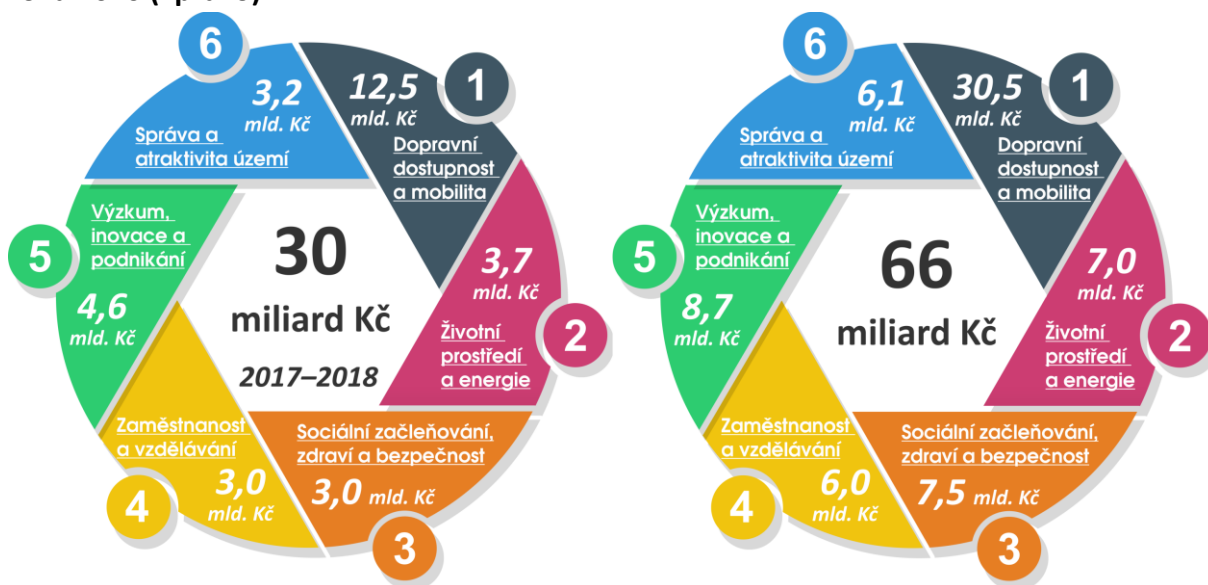 6
1
3,2
mld. Kč
12,5
mld. Kč
Správa a
atraktivita území
Dopravní
dostupnost
a mobilita
5
Výzkum,
inovace a
podnikání
4,6
mld. Kč
30
miliard Kč
2017–2018
3,7
mld. Kč
Životní
prostředí
a energie
2
Zaměstnanost
a vzdělávání
3,0
mld. Kč
4
Sociální začleňování,
zdraví a bezpečnost
3,0 mld. Kč
3
6
1
6,1
mld. Kč
30,5
mld. Kč
Správa a
atraktivita území
Dopravní
dostupnost
a mobilita
5
Výzkum,
inovace a
podnikání
8,7
mld. Kč
66
miliard Kč
7,0
mld. Kč
Životní
prostředí
a energie
2
Zaměstnanost
a vzdělávání
6,0
mld. Kč
4
Sociální začleňování,
zdraví a bezpečnost
7,5 mld. Kč
3